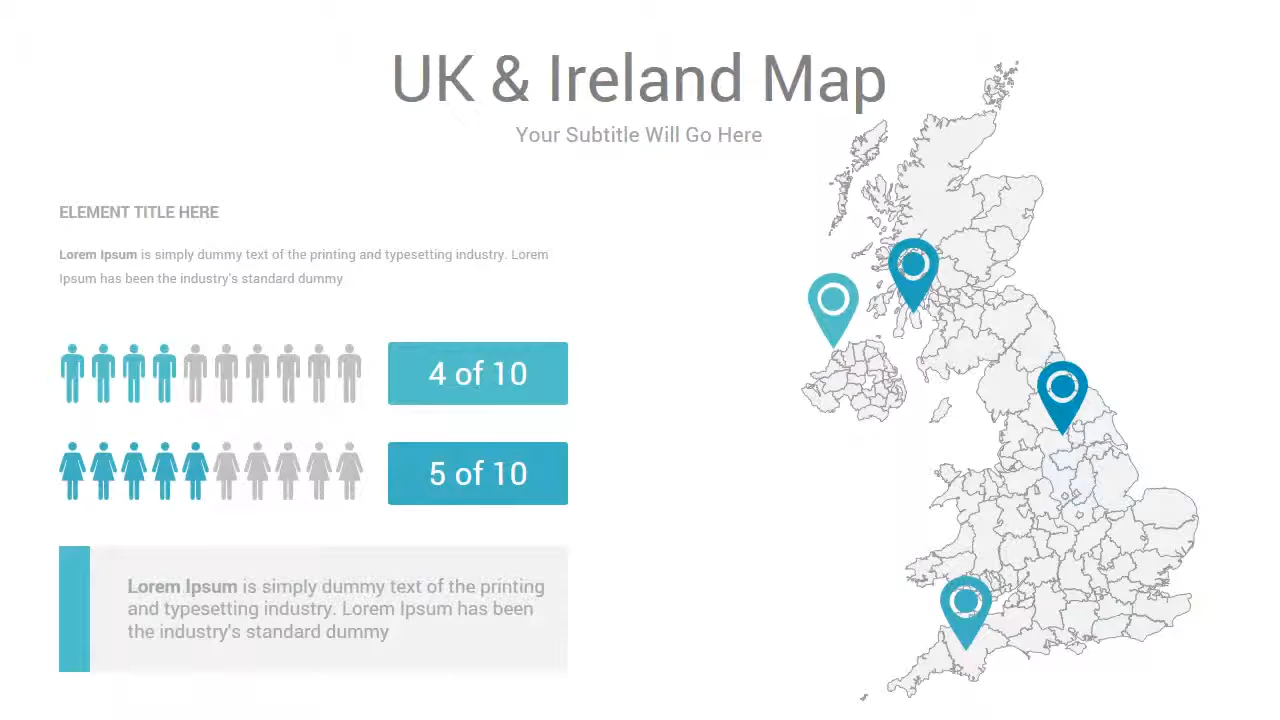 UK & Ireland Map
Your Subtitle Will Go Here
ELEMENT TITLE HERE
Lorem Ipsum is simply dummy text of the printing and typesetting industry. Lorem
Ipsum has been the industry's standard dummy
4 of 10
5 of 10
Lorem Ipsum is simply dummy text of the printing
and typesetting industry. Lorem Ipsum has been
the industry's standard dummy